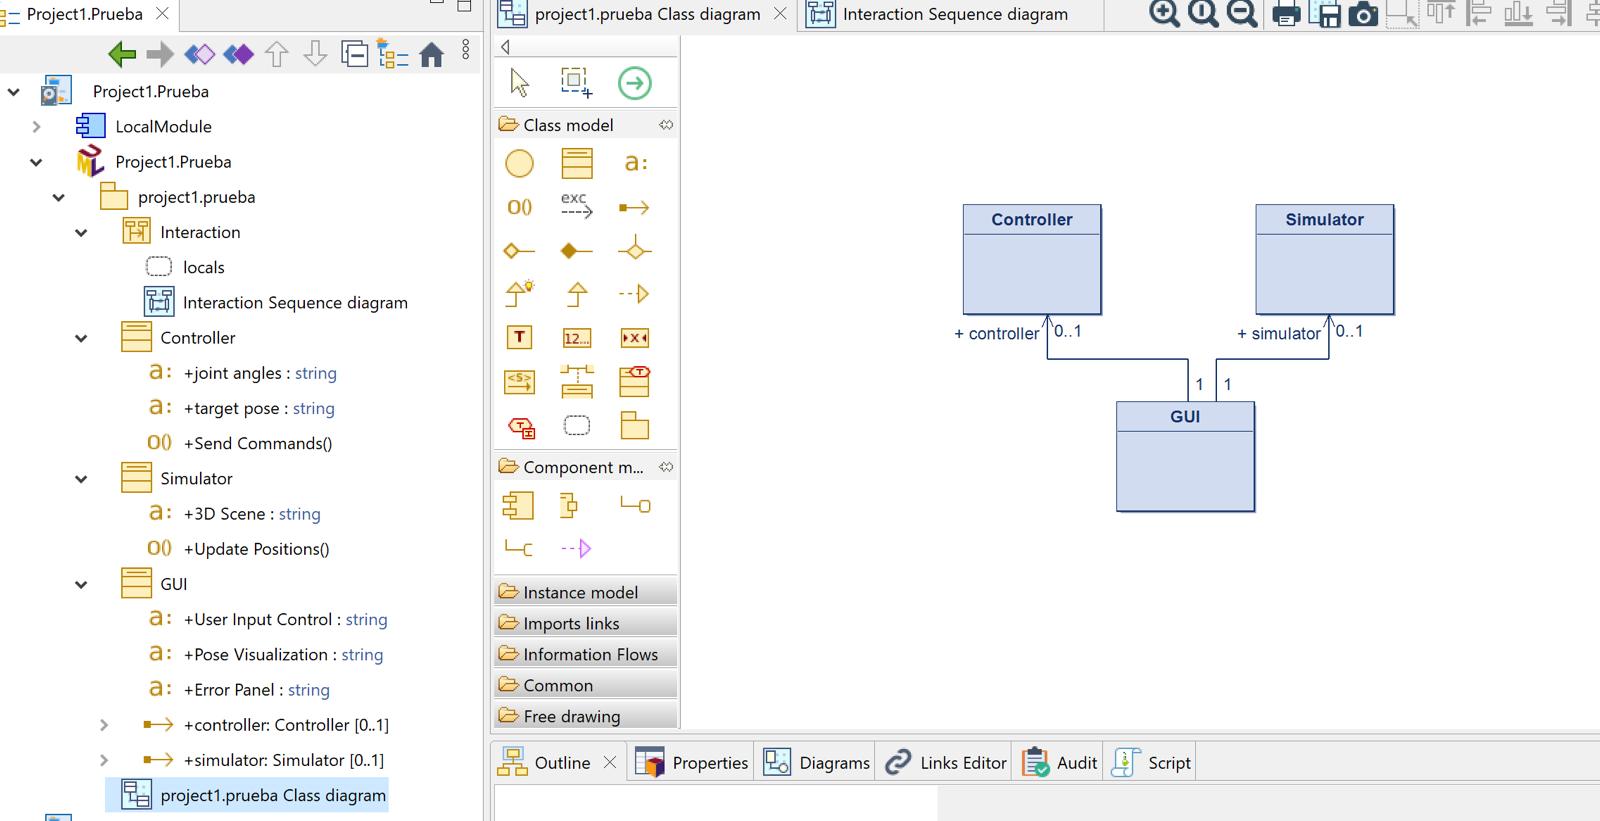 Project1.Prueba
Project1.Prueba
LocalModule
Project1.Prueba
project1.prueba
Interaction
locals
Interaction Sequence diagram
Controller
a: +joint angles : string
a: +target pose : string
O() +Send Commands()
Simulator
a: +3D Scene : string
O() +Update Positions()
GUI
a: +User Input Control : string
a: +Pose Visualization : string
a: +Error Panel : string
+controller: Controller [0..1]
+simulator: Simulator [0..1]
project1.prueba Class diagram
project1.prueba Class diagram
Interaction Sequence diagram
Class model
a:
O() exc
T 12... X
<S> T
T I
Component m...
Instance model
Imports links
Information Flows
Common
Free drawing
Controller
Simulator
+ controller 0..1
+ simulator 0..1
1 1
GUI
Outline Properties Diagrams Links Editor Audit Script